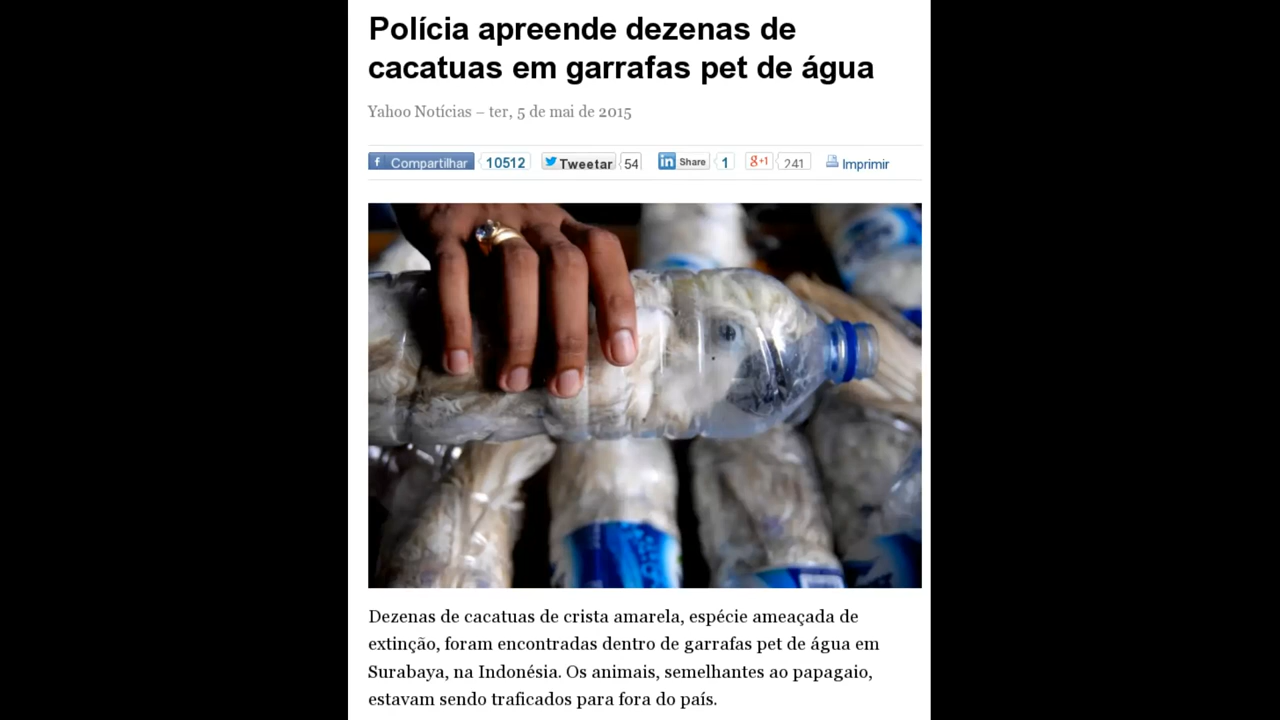 Polícia apreende dezenas de
cacatuas em garrafas pet de água
Yahoo Notícias – ter, 5 de mai de 2015
f Compartilhar 10512 Tweetar 54 in Share 1 g+1 241 Imprimir
Dezenas de cacatuas de crista amarela, espécie ameaçada de
extinção, foram encontradas dentro de garrafas pet de água em
Surabaya, na Indonésia. Os animais, semelhantes ao papagaio,
estavam sendo traficados para fora do país.